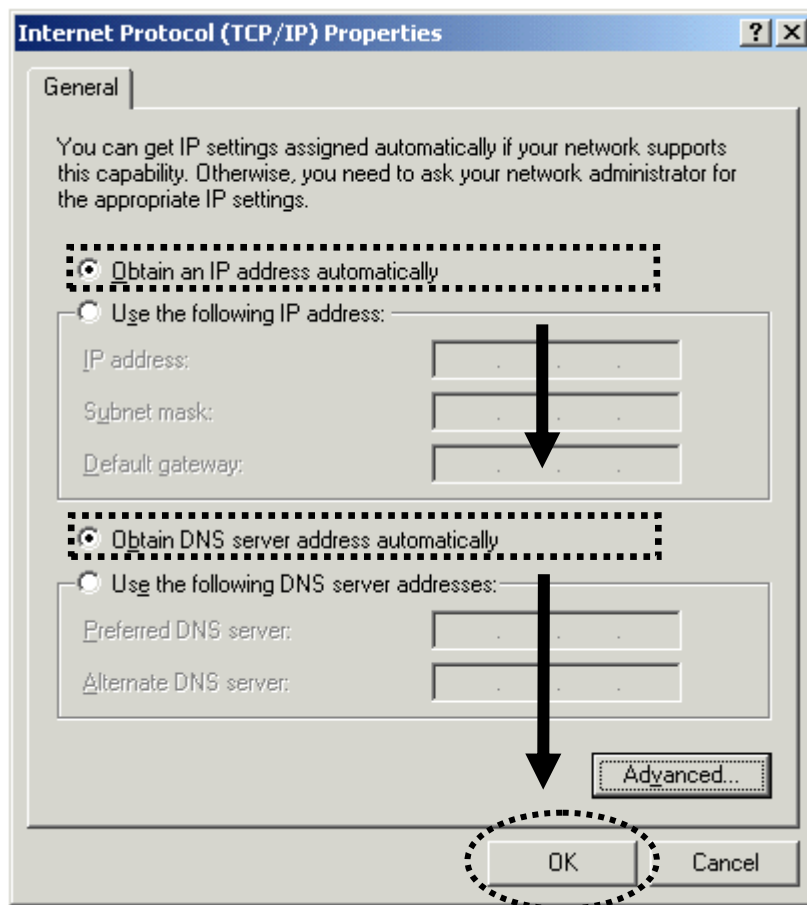 Internet Protocol (TCP/IP) Properties
General
You can get IP settings assigned automatically if your network supports
this capability. Otherwise, you need to ask your network administrator for
the appropriate IP settings.
Obtain an IP address automatically
Use the following IP address:
IP address:
Subnet mask:
Default gateway:
Obtain DNS server address automatically
Use the following DNS server addresses:
Preferred DNS server:
Alternate DNS server:
Advanced...
OK Cancel